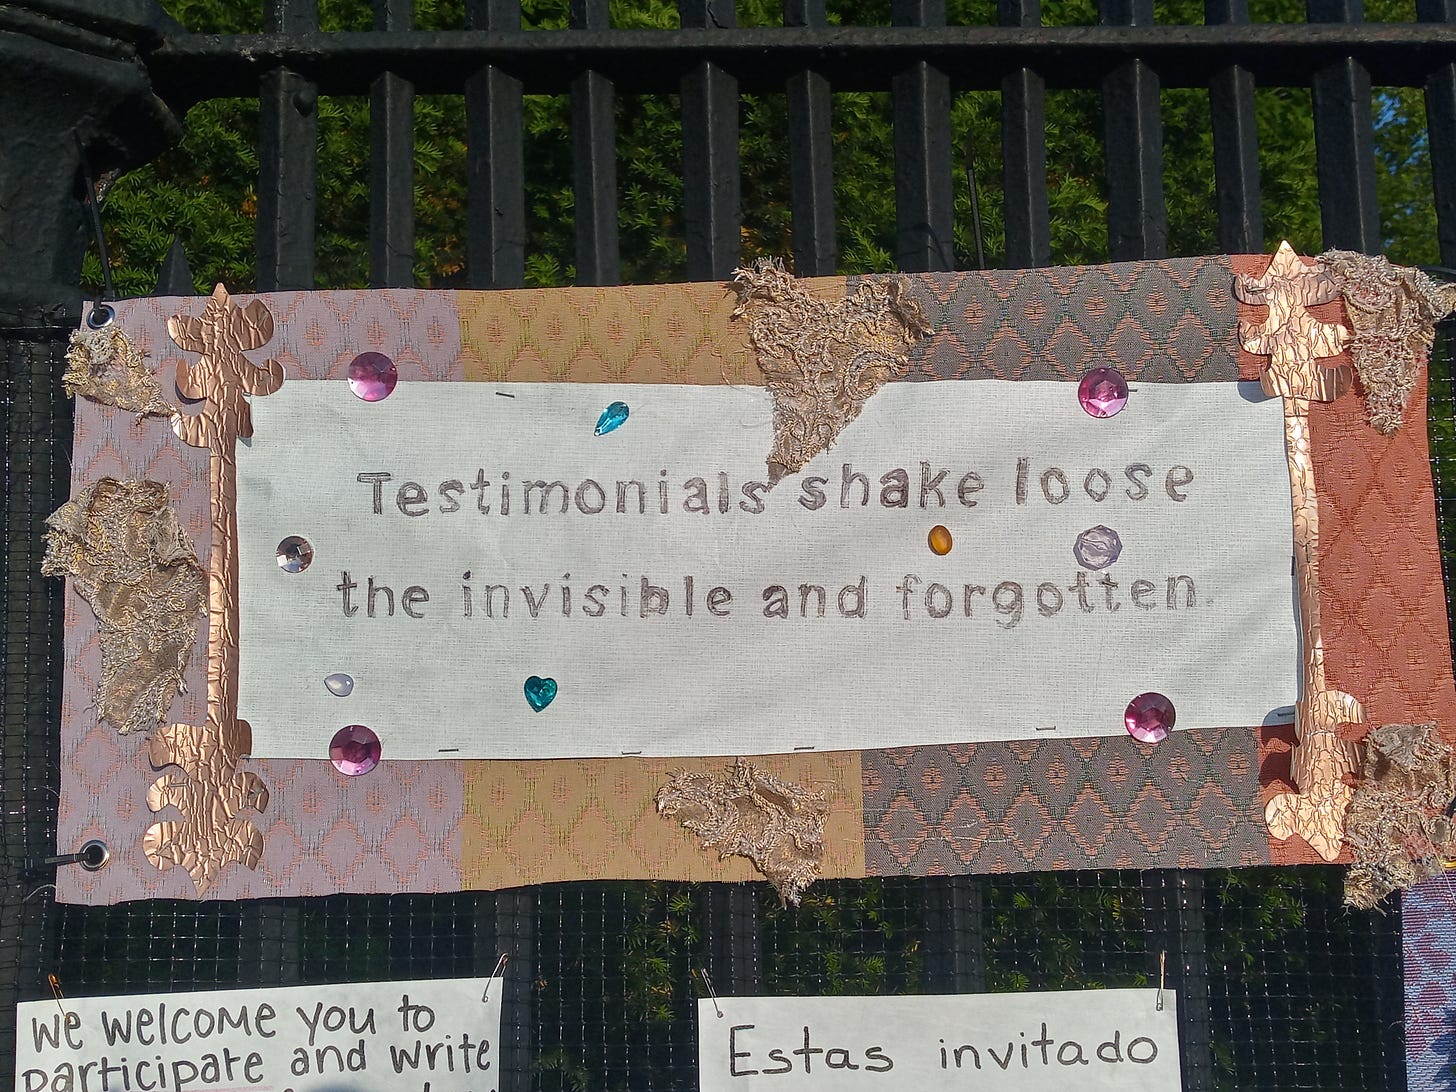 Testimonials shake loose
the invisible and forgotten.
We welcome you to
participate and write
Estas invitado